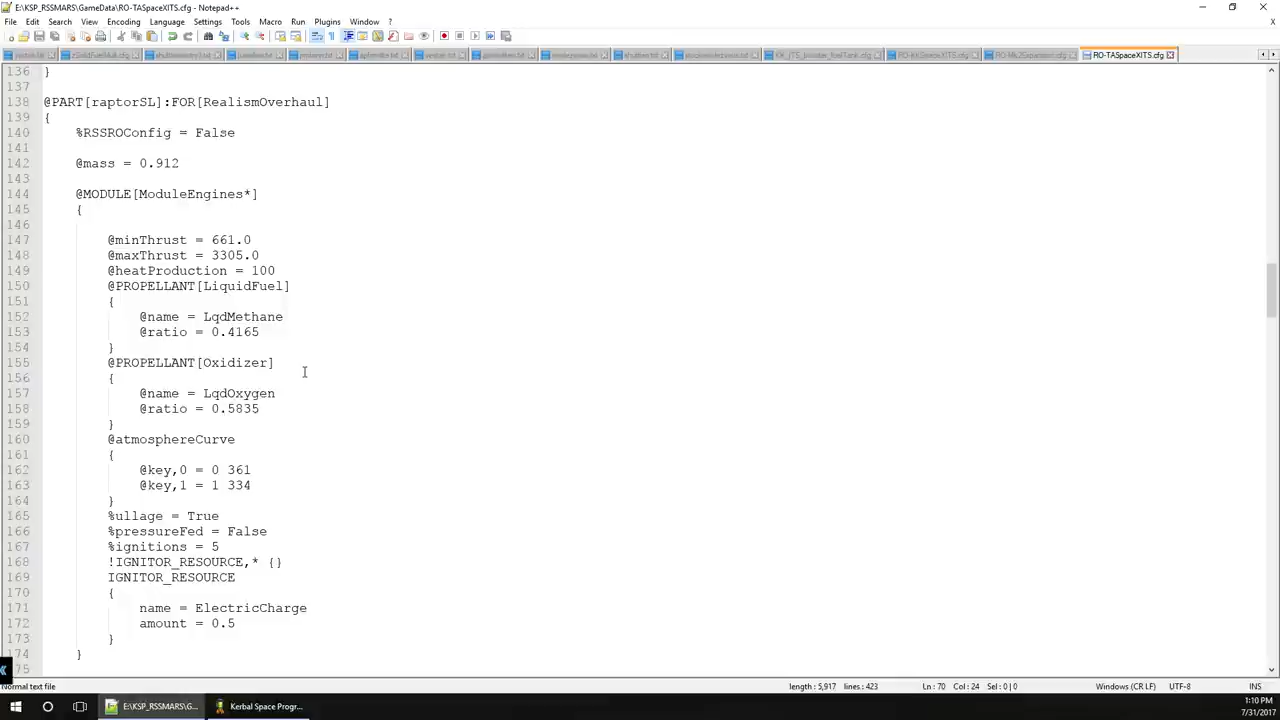 E:\KSP_RSSMARS\GameData\RO-TASpaceXITS.cfg - Notepad++
File Edit Search View Encoding Language Settings Tools Macro Run Plugins Window ?
RO-TASpaceXITS.cfg
136 }
137
138 @PART[raptorSL]:FOR[RealismOverhaul]
139 {
140 %RSSROConfig = False
141
142 @mass = 0.912
143
144 @MODULE[ModuleEngines*]
145 {
146
147 @minThrust = 661.0
148 @maxThrust = 3305.0
149 @heatProduction = 100
150 @PROPELLANT[LiquidFuel]
151 {
152 @name = LqdMethane
153 @ratio = 0.4165
154 }
155 @PROPELLANT[Oxidizer]
156 {
157 @name = LqdOxygen
158 @ratio = 0.5835
159 }
160 @atmosphereCurve
161 {
162 @key,0 = 0 361
163 @key,1 = 1 334
164 }
165 %ullage = True
166 %pressureFed = False
167 %ignitions = 5
168 !IGNITOR_RESOURCE,* {}
169 IGNITOR_RESOURCE
170 {
171 name = ElectricCharge
172 amount = 0.5
173 }
174 }
175
Normal text file length : 5,917 lines : 423 Ln : 70 Col : 24 Sel : 0 | 0 Windows (CR LF) UTF-8 INS
E:\KSP_RSSMARS\G... Kerbal Space Progr... 1:10 PM
7/31/2017